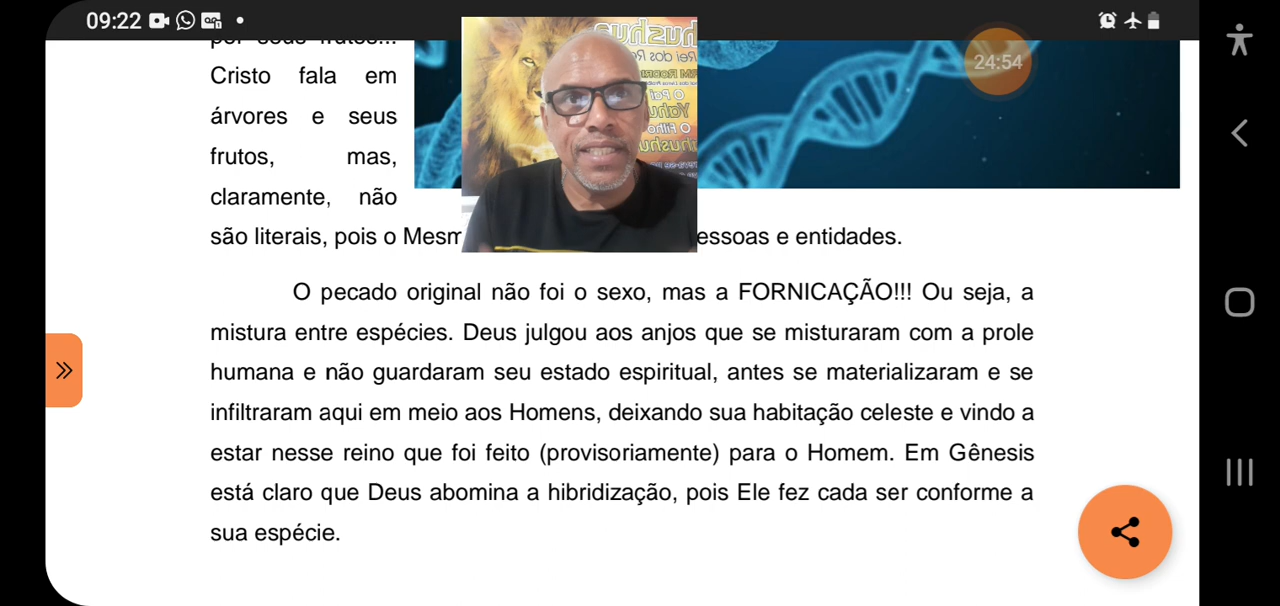 09:22
24:54
por seus frutos...
Cristo fala em
árvores e seus
frutos, mas,
claramente, não
são literais, pois o Mesm
essoas e entidades.
O pecado original não foi o sexo, mas a FORNICAÇÃO!!! Ou seja, a
mistura entre espécies. Deus julgou aos anjos que se misturaram com a prole
humana e não guardaram seu estado espiritual, antes se materializaram e se
infiltraram aqui em meio aos Homens, deixando sua habitação celeste e vindo a
estar nesse reino que foi feito (provisoriamente) para o Homem. Em Gênesis
está claro que Deus abomina a hibridização, pois Ele fez cada ser conforme a
sua espécie.